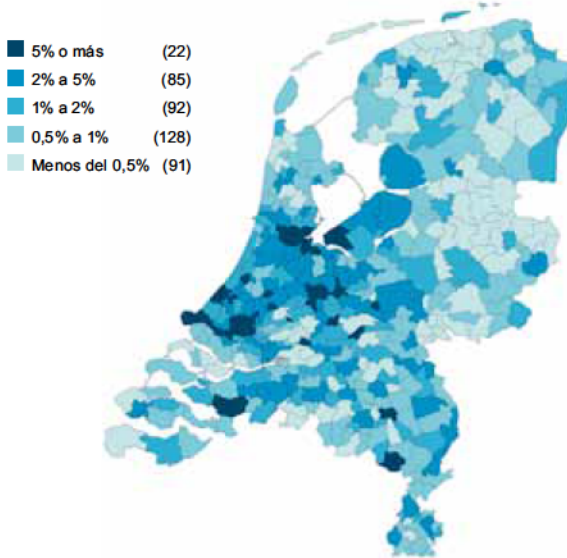 5% o más (22)
2% a 5% (85)
1% a 2% (92)
0,5% a 1% (128)
Menos del 0,5% (91)